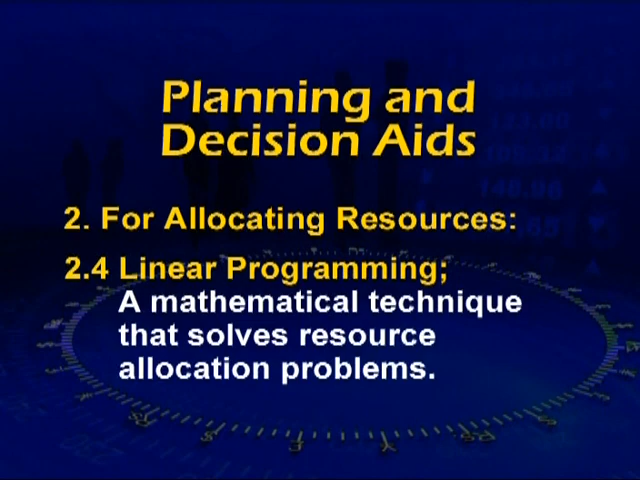 Planning and
Decision Aids
2. For Allocating Resources:
2.4 Linear Programming;
A mathematical technique
that solves resource
allocation problems.